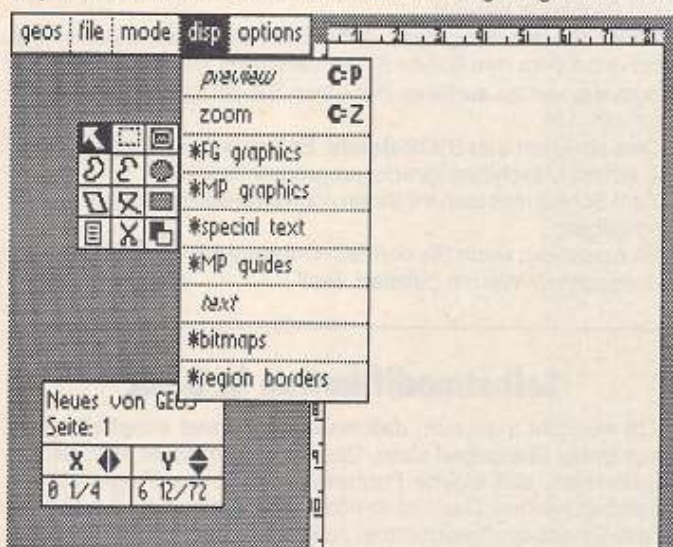 geos file mode disp options
preview C=P
zoom C=Z
*FG graphics
*MP graphics
*special text
*MP guides
text
*bitmaps
*region borders
Neues von GEOS
Seite: 1
X Y
8 1/4 6 12/72